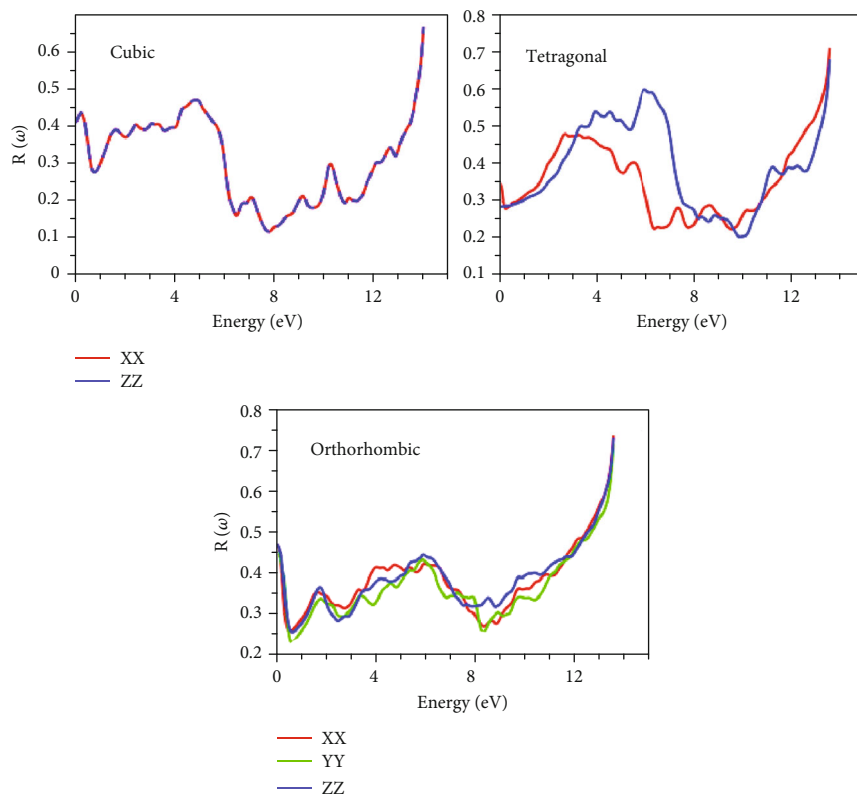 Cubic
R (ω)
0.6
0.5
0.4
0.3
0.2
0.1
0
0 4 8 12
Energy (eV)
XX
ZZ
Tetragonal
0.8
0.7
0.6
0.5
0.4
0.3
0.2
0.1
0 4 8 12
Energy (eV)
Orthorhombic
R (ω)
0.8
0.7
0.6
0.5
0.4
0.3
0.2
0 4 8 12
Energy (eV)
XX
YY
ZZ